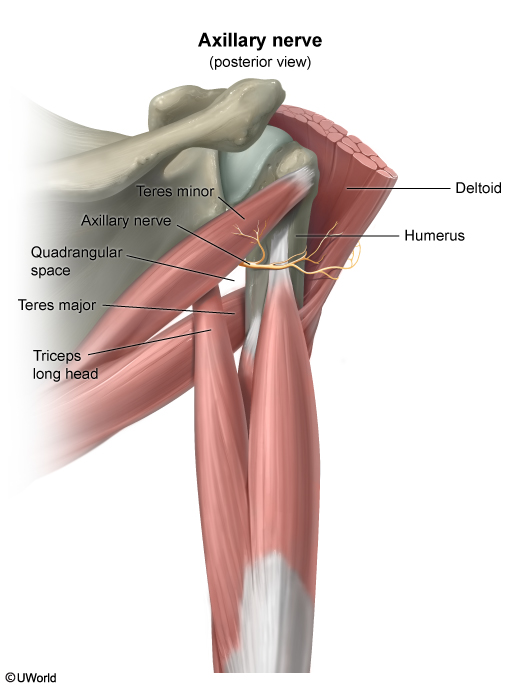 Axillary nerve
(posterior view)
Teres minor
Deltoid
Axillary nerve
Humerus
Quadrangular
space
Teres major
Triceps
long head
©UWorld